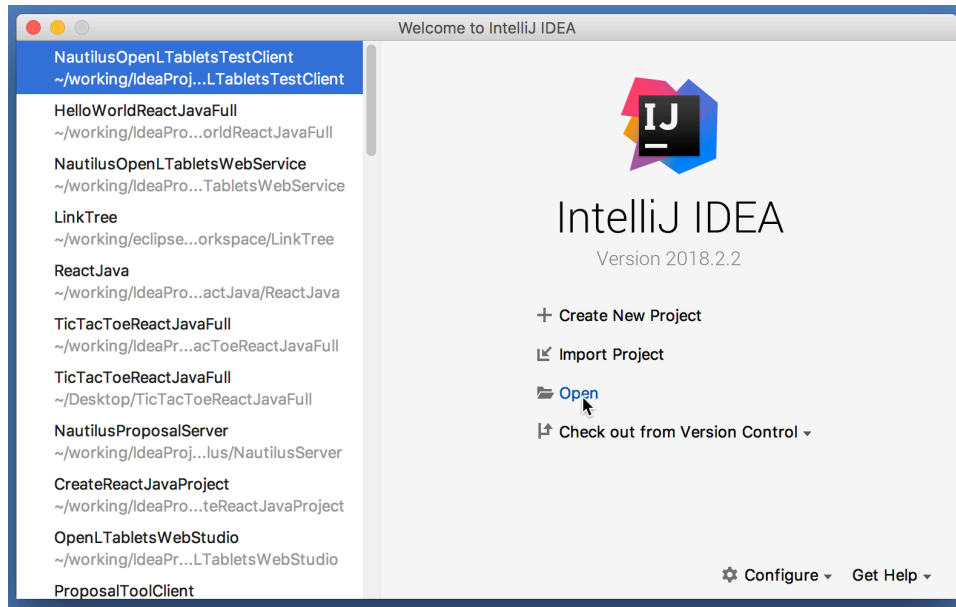 Welcome to IntelliJ IDEA
NautilusOpenLTabletsTestClient
~/working/IdeaProj...LTabletsTestClient
HelloWorldReactJavaFull
~/working/IdeaPro...orldReactJavaFull
NautilusOpenLTabletsWebService
~/working/IdeaPro...TabletsWebService
LinkTree
~/working/eclipse...orkspace/LinkTree
ReactJava
~/working/IdeaPro...actJava/ReactJava
TicTacToeReactJavaFull
~/working/IdeaPr...acToeReactJavaFull
TicTacToeReactJavaFull
~/Desktop/TicTacToeReactJavaFull
NautilusProposalServer
~/working/IdeaProj...lus/NautilusServer
CreateReactJavaProject
~/working/IdeaPro...teReactJavaProject
OpenLTabletsWebStudio
~/working/IdeaPr...LTabletsWebStudio
ProposalToolClient
IJ
IntelliJ IDEA
Version 2018.2.2
Create New Project
Import Project
Open
Check out from Version Control
Configure
Get Help